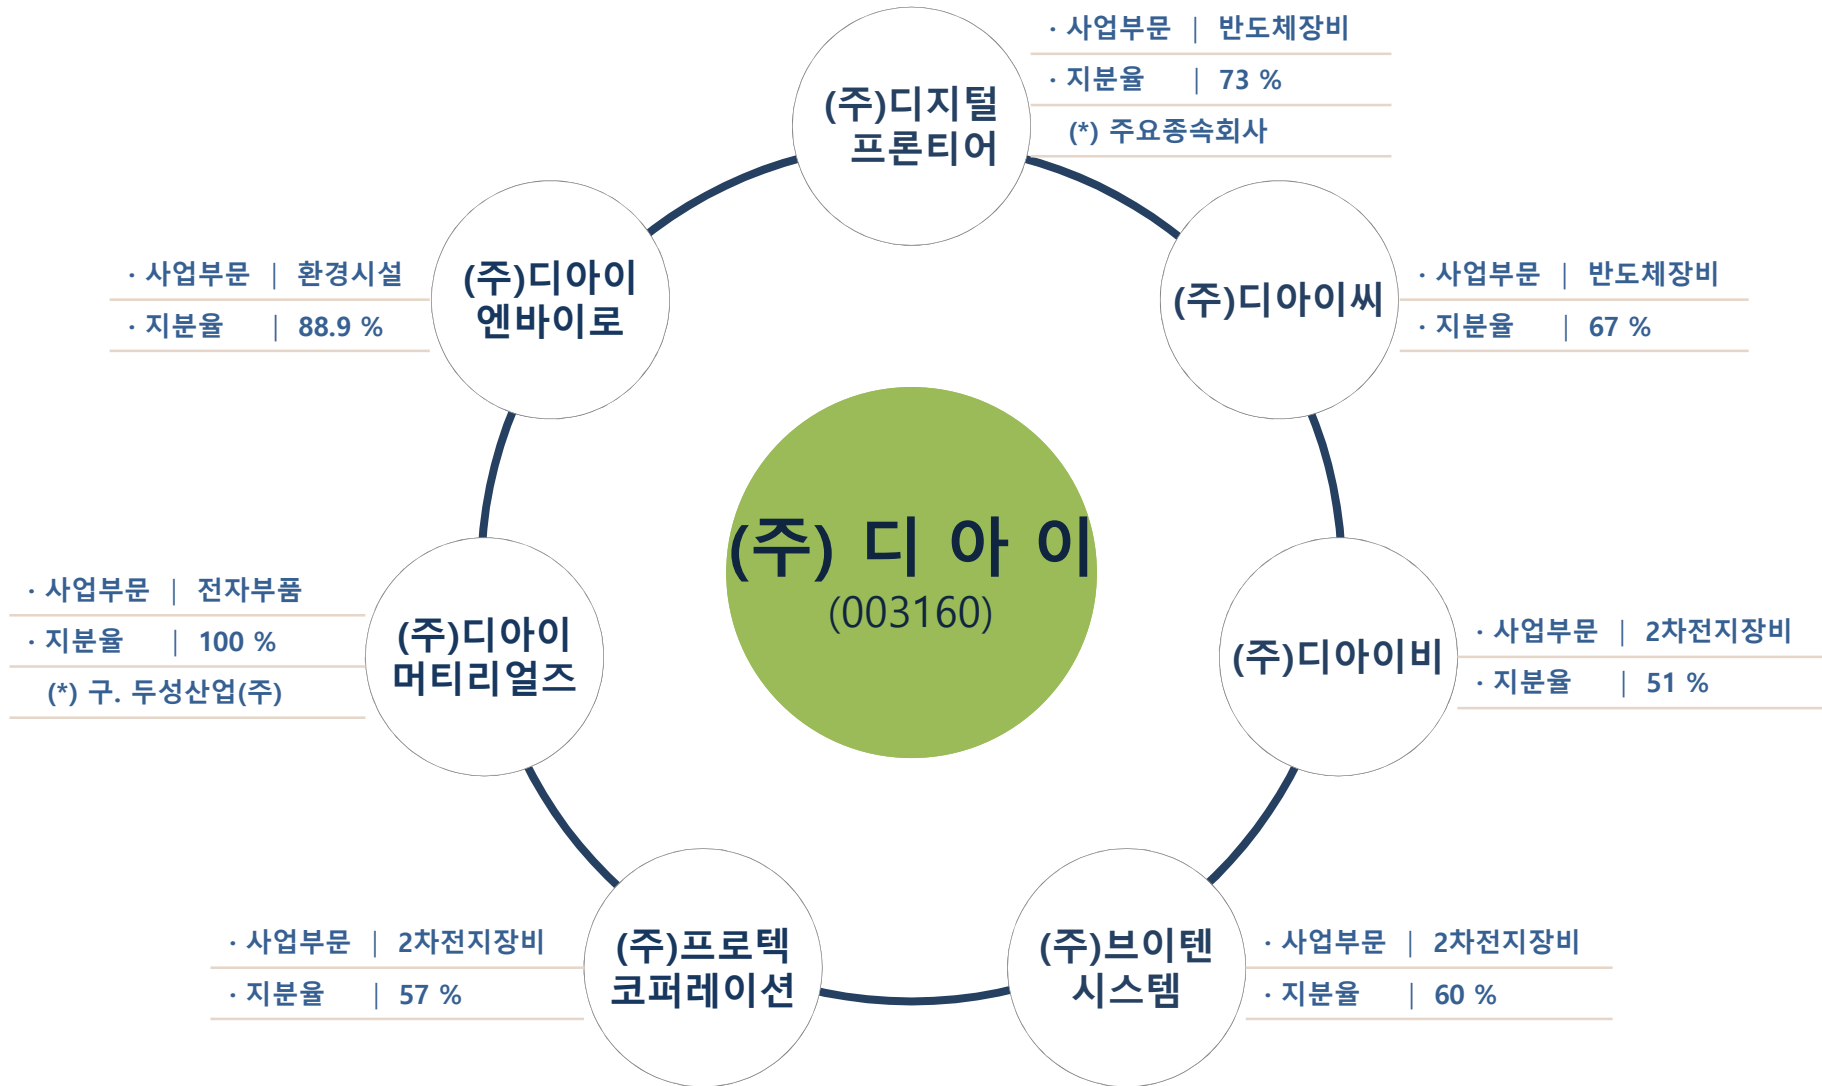 (주)디지털
프론티어
· 사업부문 | 반도체장비
· 지분율 | 73 %
(*) 주요종속회사
(주)디아이씨
· 사업부문 | 반도체장비
· 지분율 | 67 %
(주)디아이비
· 사업부문 | 2차전지장비
· 지분율 | 51 %
(주)브이텐
시스템
· 사업부문 | 2차전지장비
· 지분율 | 60 %
(주)프로텍
코퍼레이션
· 사업부문 | 2차전지장비
· 지분율 | 57 %
(주)디아이
머티리얼즈
· 사업부문 | 전자부품
· 지분율 | 100 %
(*) 구. 두성산업(주)
(주)디아이
엔바이로
· 사업부문 | 환경시설
· 지분율 | 88.9 %
(주) 디 아 이
(003160)